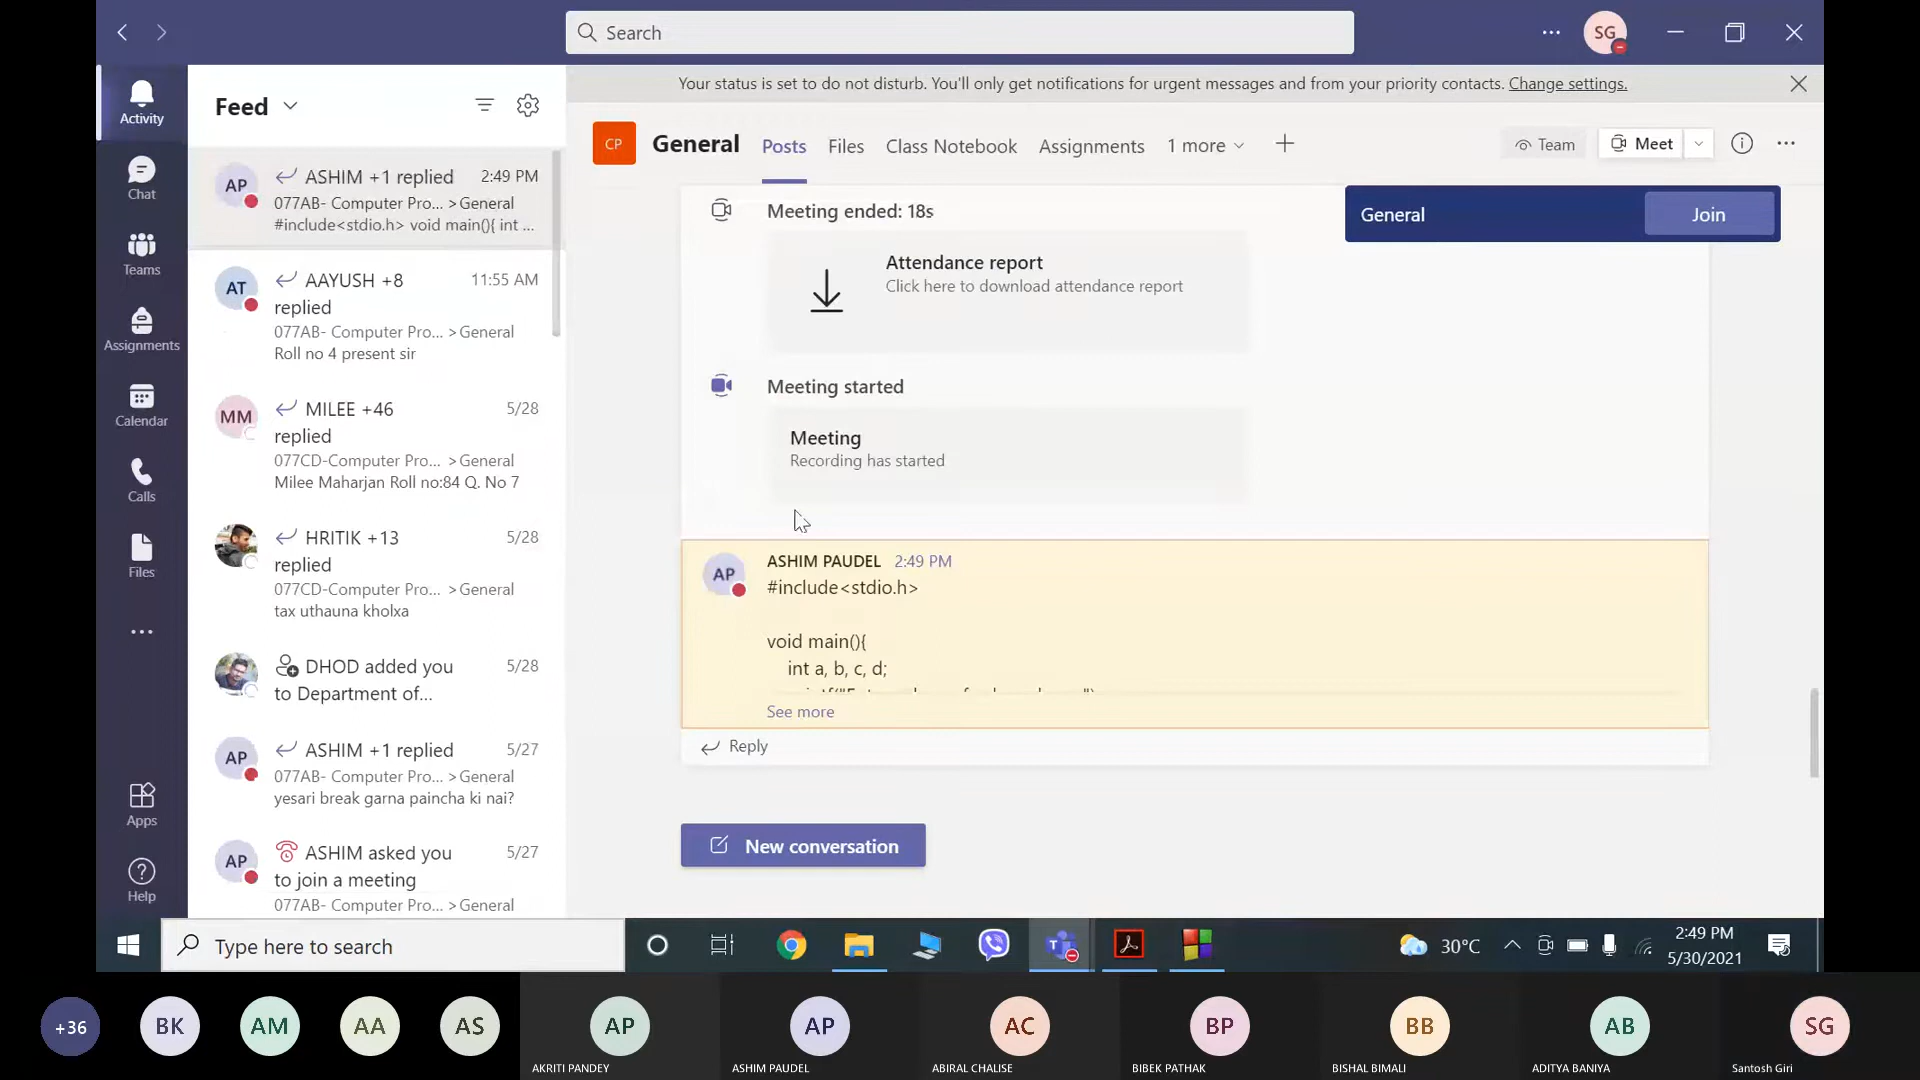 Search
SG
Your status is set to do not disturb. You'll only get notifications for urgent messages and from your priority contacts. Change settings.
Activity
Chat
Teams
Assignments
Calendar
Calls
Files
Apps
Help
Feed
AP
ASHIM +1 replied 2:49 PM
077AB- Computer Pro... > General
#include<stdio.h> void main(){ int ...
AT
AAYUSH +8 11:55 AM
replied
077AB- Computer Pro... > General
Roll no 4 present sir
MM
MILEE +46 5/28
replied
077CD-Computer Pro... > General
Milee Maharjan Roll no:84 Q. No 7
HRITIK +13 5/28
replied
077CD-Computer Pro... > General
tax uthauna kholxa
DHOD added you 5/28
to Department of...
AP
ASHIM +1 replied 5/27
077AB- Computer Pro... > General
yesari break garna paincha ki nai?
AP
ASHIM asked you 5/27
to join a meeting
077AB- Computer Pro... > General
CP General Posts Files Class Notebook Assignments 1 more
Team Meet
General Join
Meeting ended: 18s
Attendance report
Click here to download attendance report
Meeting started
Meeting
Recording has started
AP
ASHIM PAUDEL 2:49 PM
#include<stdio.h>
void main(){
int a, b, c, d;
See more
Reply
New conversation
Type here to search
30°C
2:49 PM
5/30/2021
+36 BK AM AA AS AP AP AC BP BB AB SG
AKRITI PANDEY ASHIM PAUDEL ABIRAL CHALISE BIBEK PATHAK BISHAL BIMALI ADITYA BANIYA Santosh Giri